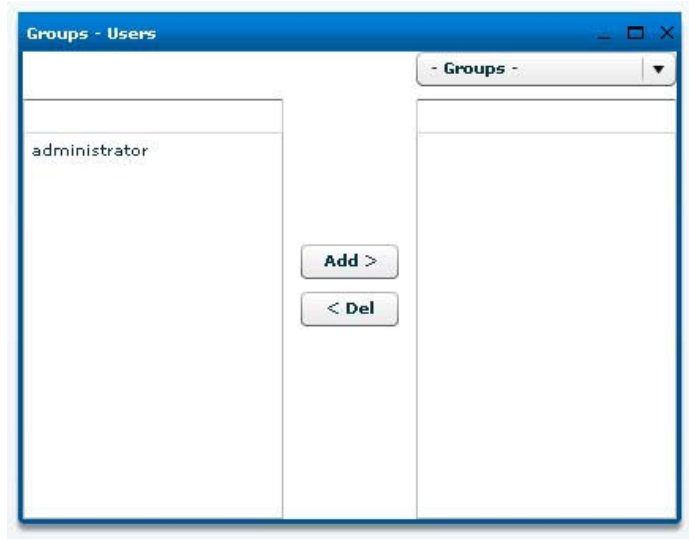 Groups - Users
- Groups -
administrator
Add >
< Del